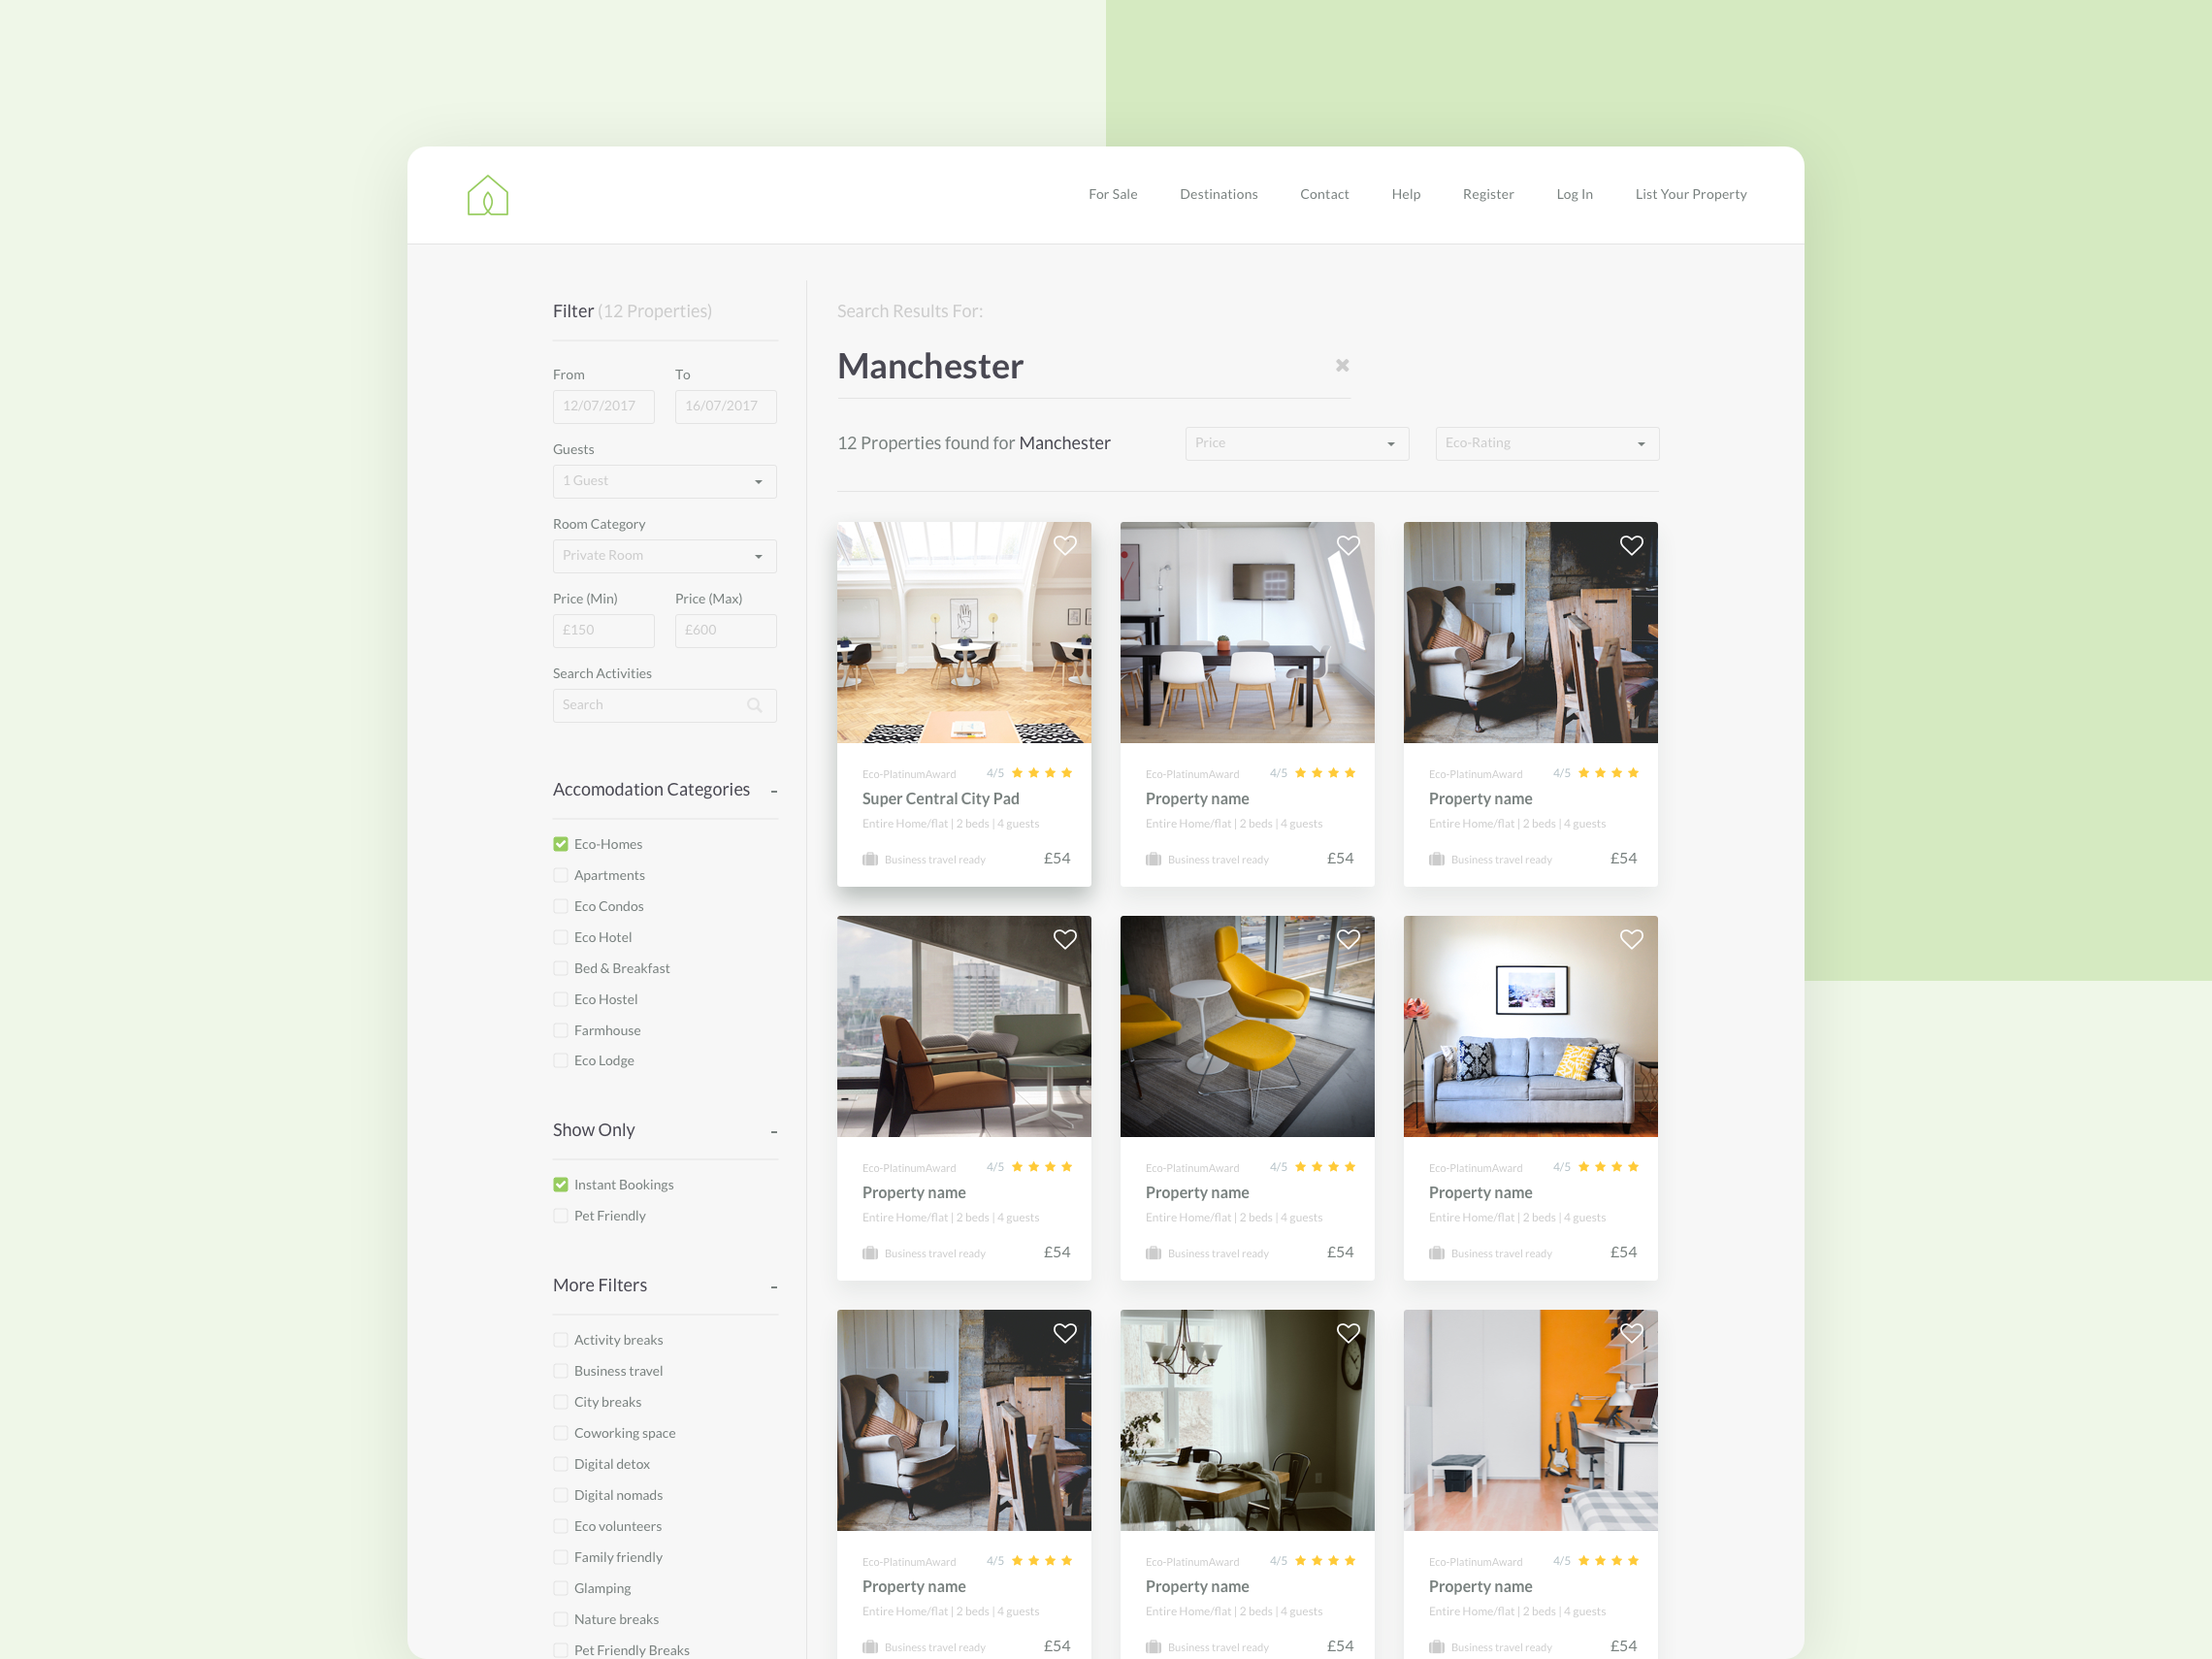 For Sale Destinations Contact Help Register Log In List Your Property
Filter (12 Properties)
From To
12/07/2017 16/07/2017
Guests
1 Guest
Room Category
Private Room
Price (Min) Price (Max)
£150 £600
Search Activities
Search
Accomodation Categories -
Eco-Homes
Apartments
Eco Condos
Eco Hotel
Bed & Breakfast
Eco Hostel
Farmhouse
Eco Lodge
Show Only -
Instant Bookings
Pet Friendly
More Filters -
Activity breaks
Business travel
City breaks
Coworking space
Digital detox
Digital nomads
Eco volunteers
Family friendly
Glamping
Nature breaks
Pet Friendly Breaks
Search Results For:
Manchester
12 Properties found for Manchester
Price
Eco-Rating
Eco-PlatinumAward 4/5
Super Central City Pad
Entire Home/flat | 2 beds | 4 guests
Business travel ready £54
Eco-PlatinumAward 4/5
Property name
Entire Home/flat | 2 beds | 4 guests
Business travel ready £54
Eco-PlatinumAward 4/5
Property name
Entire Home/flat | 2 beds | 4 guests
Business travel ready £54
Eco-PlatinumAward 4/5
Property name
Entire Home/flat | 2 beds | 4 guests
Business travel ready £54
Eco-PlatinumAward 4/5
Property name
Entire Home/flat | 2 beds | 4 guests
Business travel ready £54
Eco-PlatinumAward 4/5
Property name
Entire Home/flat | 2 beds | 4 guests
Business travel ready £54
Eco-PlatinumAward 4/5
Property name
Entire Home/flat | 2 beds | 4 guests
Business travel ready £54
Eco-PlatinumAward 4/5
Property name
Entire Home/flat | 2 beds | 4 guests
Business travel ready £54
Eco-PlatinumAward 4/5
Property name
Entire Home/flat | 2 beds | 4 guests
Business travel ready £54